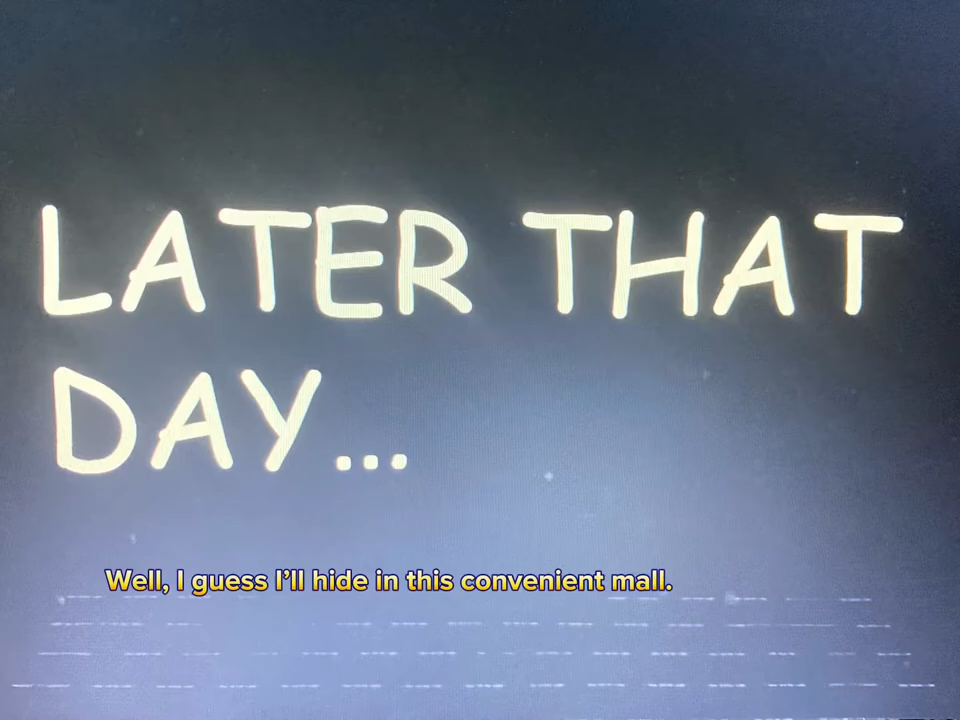 LATER THAT
DAY...
Well, I guess I'll hide in this convenient mall.